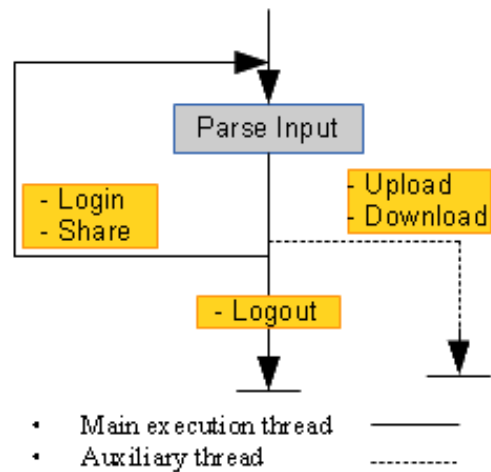 Parse Input
- Login
- Share
- Upload
- Download
- Logout
• Main execution thread
• Auxiliary thread